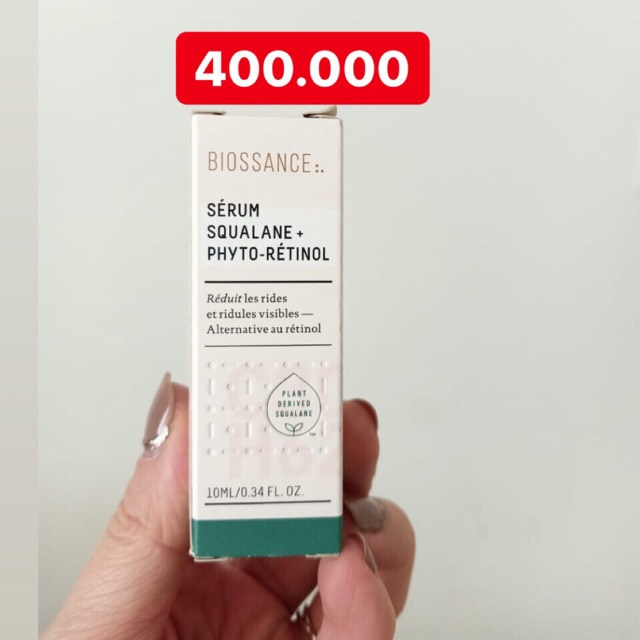 400.000
BIOSSANCE:.
SÉRUM
SQUALANE +
PHYTO-RÉTINOL
Réduit les rides
et ridules visibles —
Alternative au rétinol
PLANT
DERIVED
SQUALANE
™
10ML/0.34 FL. OZ.